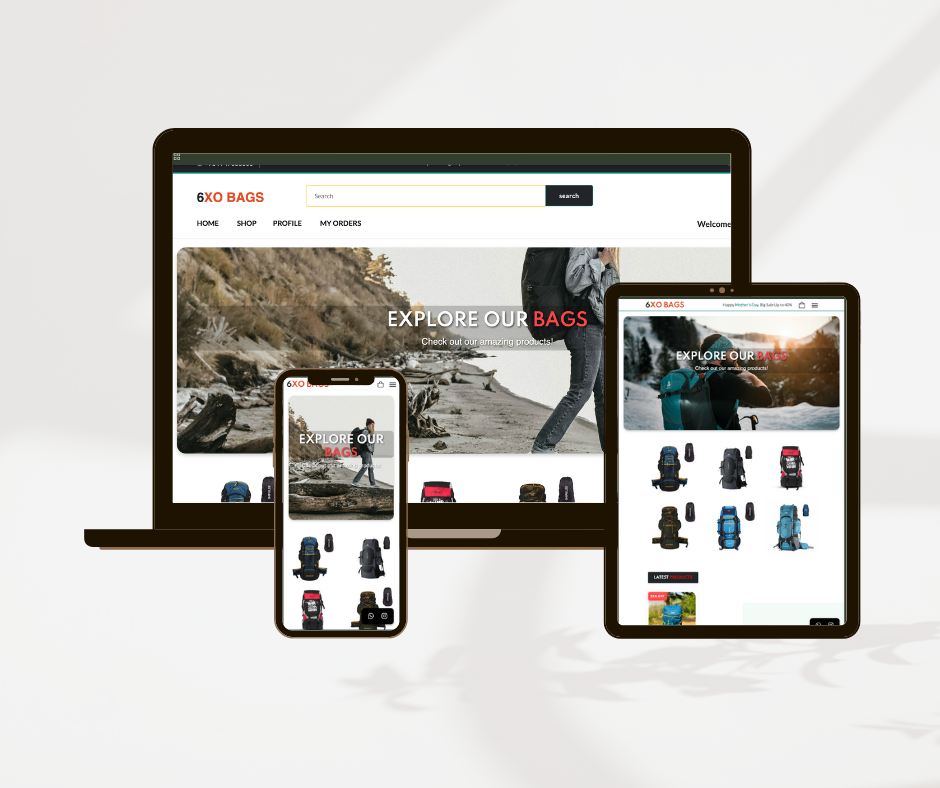 6XO BAGS
Search
search
HOME SHOP PROFILE MY ORDERS
Welcome
EXPLORE OUR BAGS
Check out our amazing products!
6XO BAGS
EXPLORE OUR
BAGS
6XO BAGS
Happy Mother's Day, Big Sale Up to 40%
EXPLORE OUR BAGS
Check out our amazing products!
LATEST PRODUCTS